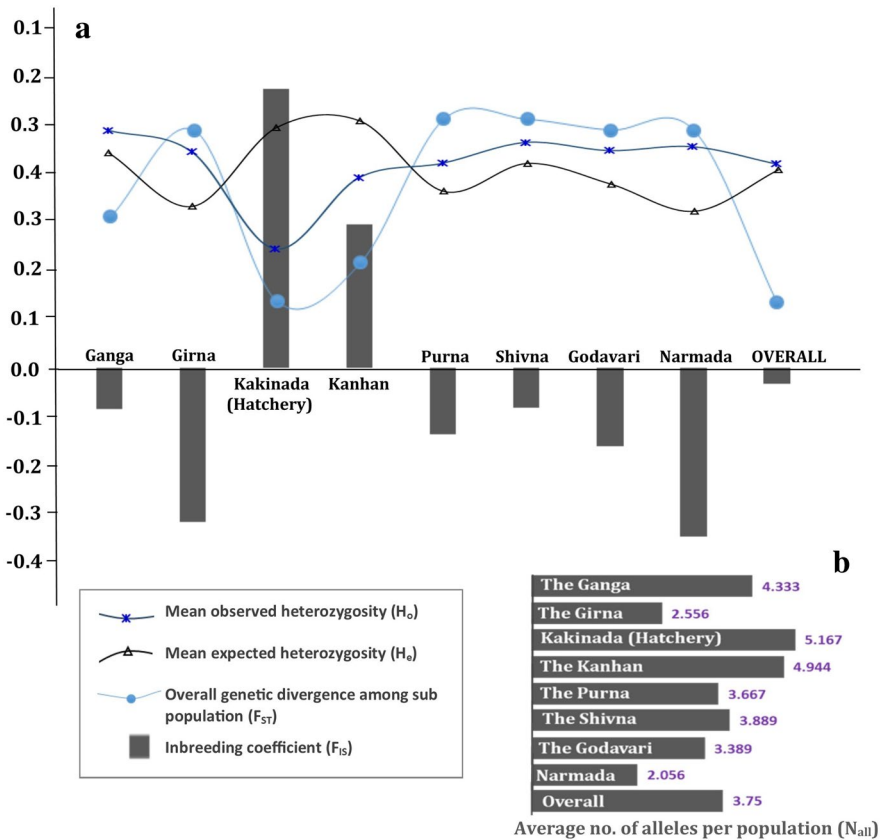 a
0.1
0.2
0.3
0.4
0.3
0.2
0.1
0.0
-0.1
-0.2
-0.3
-0.4
Ganga
Girna
Kakinada
(Hatchery)
Kanhan
Purna
Shivna
Godavari
Narmada
OVERALL
Mean observed heterozygosity (Hₒ)
Mean expected heterozygosity (Hₑ)
Overall genetic divergence among sub
population (F_ST)
Inbreeding coefficient (F_IS)
b
The Ganga 4.333
The Girna 2.556
Kakinada (Hatchery) 5.167
The Kanhan 4.944
The Purna 3.667
The Shivna 3.889
The Godavari 3.389
Narmada 2.056
Overall 3.75
Average no. of alleles per population (N_all)